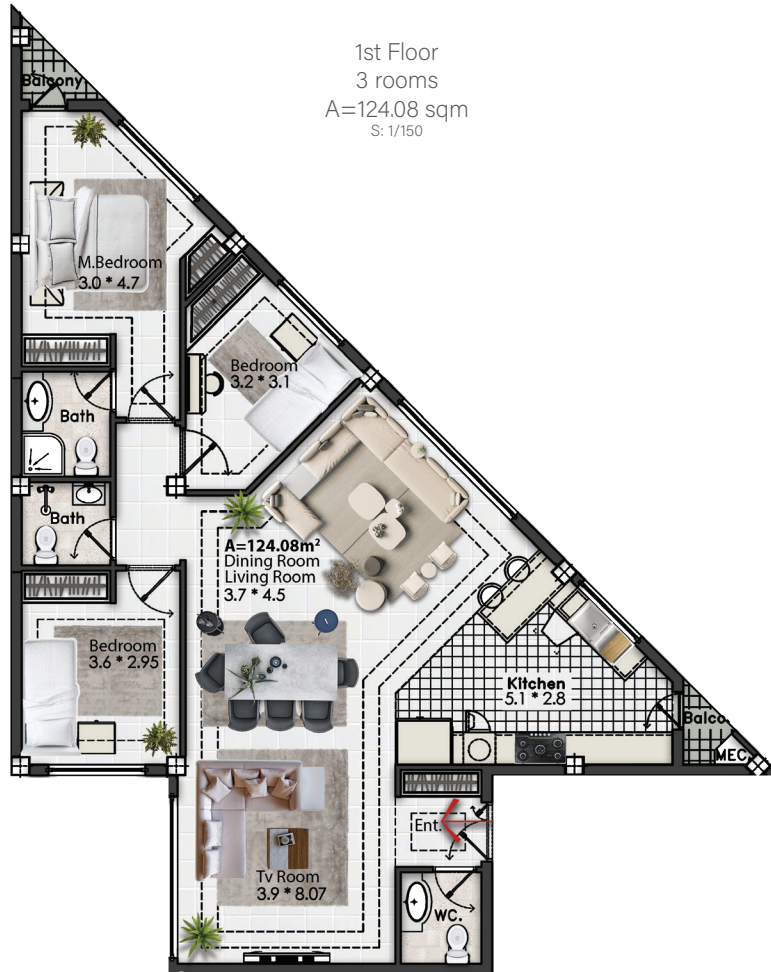 1st Floor
3 rooms
A=124.08 sqm
S: 1/150
Balcony
M.Bedroom
3.0 * 4.7
Bedroom
3.2 * 3.1
Bath
Bath
A=124.08m²
Dining Room
Living Room
3.7 * 4.5
Bedroom
3.6 * 2.95
Kitchen
5.1 * 2.8
Balco
MEC.
Ent.
Tv Room
3.9 * 8.07
WC.